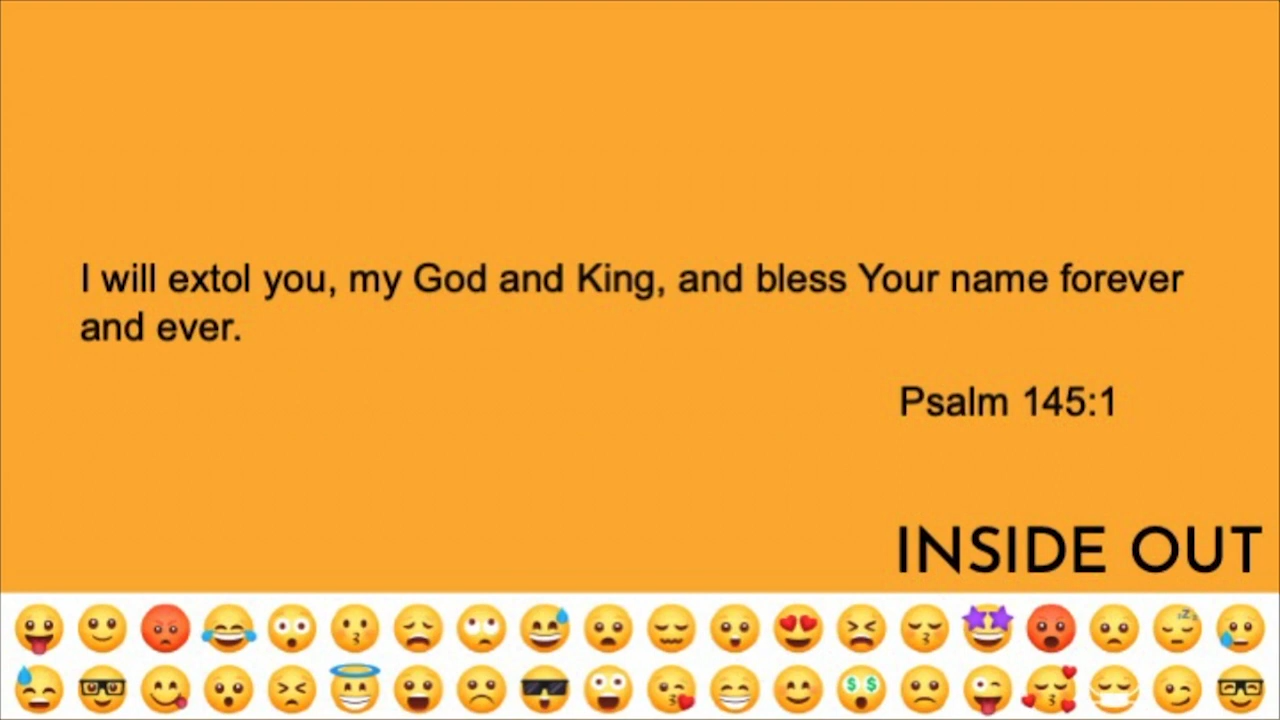 I will extol you, my God and King, and bless Your name forever
and ever.
Psalm 145:1
INSIDE OUT